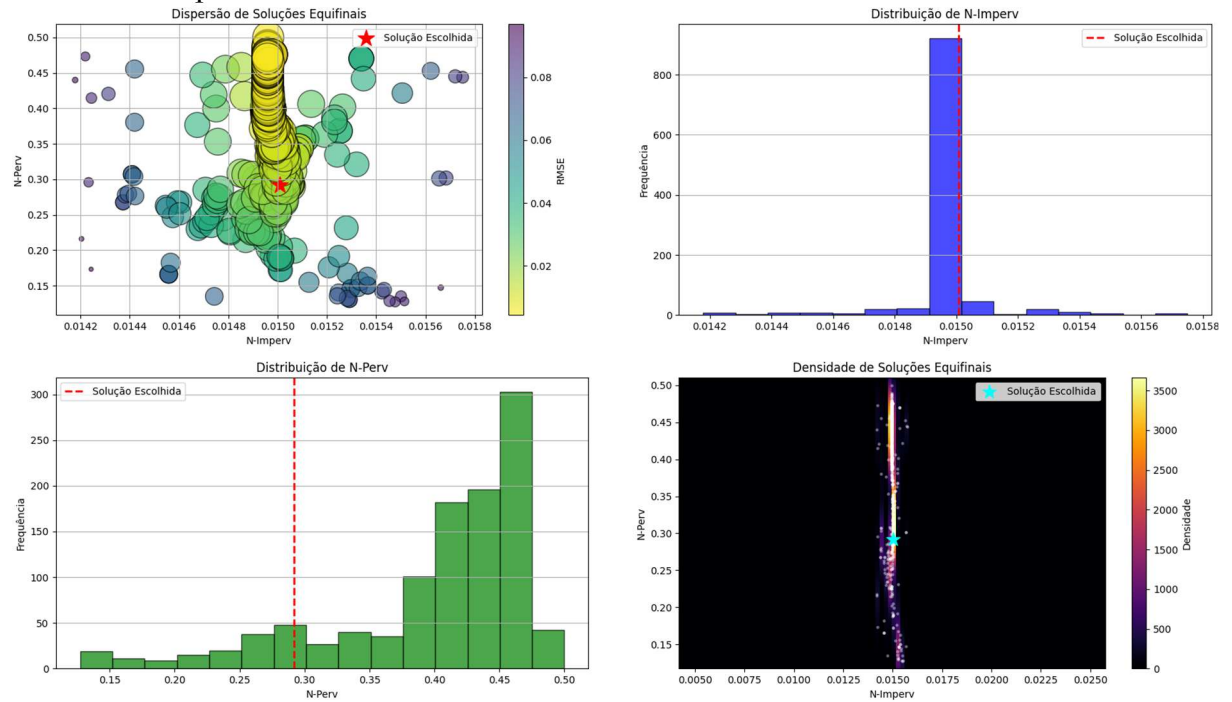 Dispersão de Soluções Equifinais
Solução Escolhida
0.50
0.45
0.40
0.35
0.30
0.25
0.20
0.15
N-Perv
0.0142 0.0144 0.0146 0.0148 0.0150 0.0152 0.0154 0.0156 0.0158
N-Imperv
0.08
0.06
0.04
0.02
RMSE
Distribuição de N-Imperv
Solução Escolhida
800
600
400
200
0
Frequência
0.0142 0.0144 0.0146 0.0148 0.0150 0.0152 0.0154 0.0156 0.0158
N-Imperv
Distribuição de N-Perv
Solução Escolhida
300
250
200
150
100
50
0
Frequência
0.15 0.20 0.25 0.30 0.35 0.40 0.45 0.50
N-Perv
Densidade de Soluções Equifinais
Solução Escolhida
0.50
0.45
0.40
0.35
0.30
0.25
0.20
0.15
N-Perv
0.0050 0.0075 0.0100 0.0125 0.0150 0.0175 0.0200 0.0225 0.0250
N-Imperv
3500
3000
2500
2000
1500
1000
500
0
Densidade